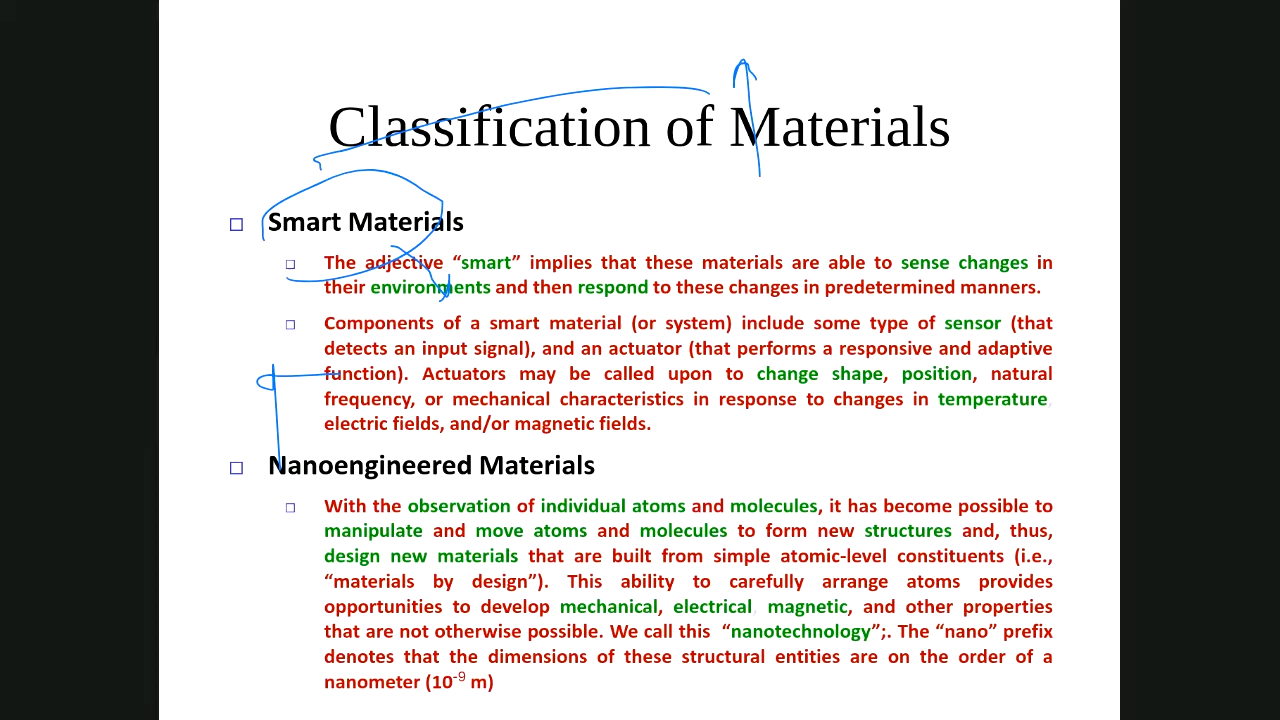 Classification of Materials
Smart Materials
The adjective “smart” implies that these materials are able to sense changes in
their environments and then respond to these changes in predetermined manners.
Components of a smart material (or system) include some type of sensor (that
detects an input signal), and an actuator (that performs a responsive and adaptive
function). Actuators may be called upon to change shape, position, natural
frequency, or mechanical characteristics in response to changes in temperature,
electric fields, and/or magnetic fields.
Nanoengineered Materials
With the observation of individual atoms and molecules, it has become possible to
manipulate and move atoms and molecules to form new structures and, thus,
design new materials that are built from simple atomic-level constituents (i.e.,
“materials by design”). This ability to carefully arrange atoms provides
opportunities to develop mechanical, electrical magnetic, and other properties
that are not otherwise possible. We call this “nanotechnology”;. The “nano” prefix
denotes that the dimensions of these structural entities are on the order of a
nanometer (10⁻⁹ m)